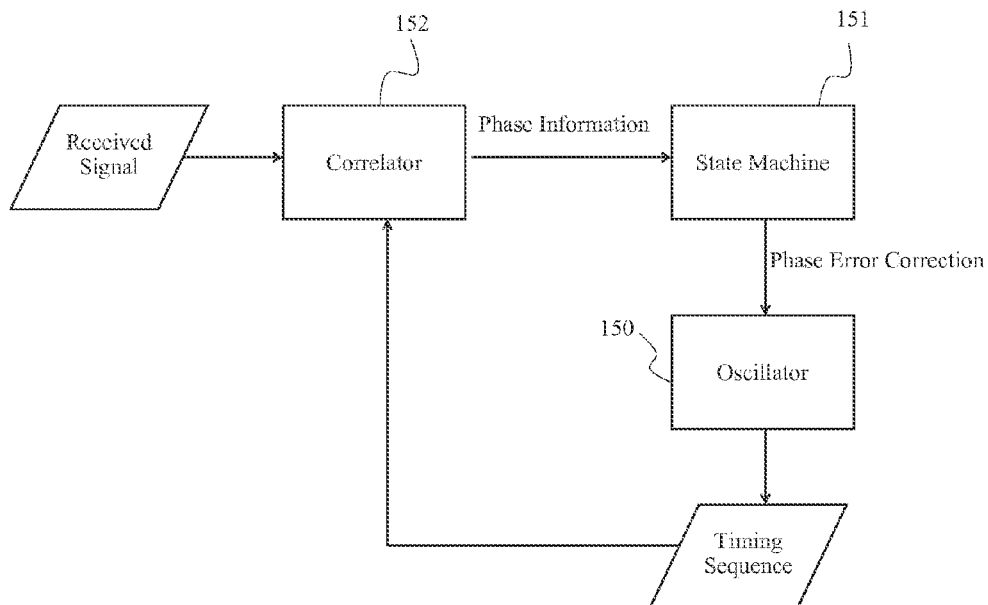 152
151
Received
Signal
Correlator
Phase Information
State Machine
Phase Error Correction
150
Oscillator
Timing
Sequence